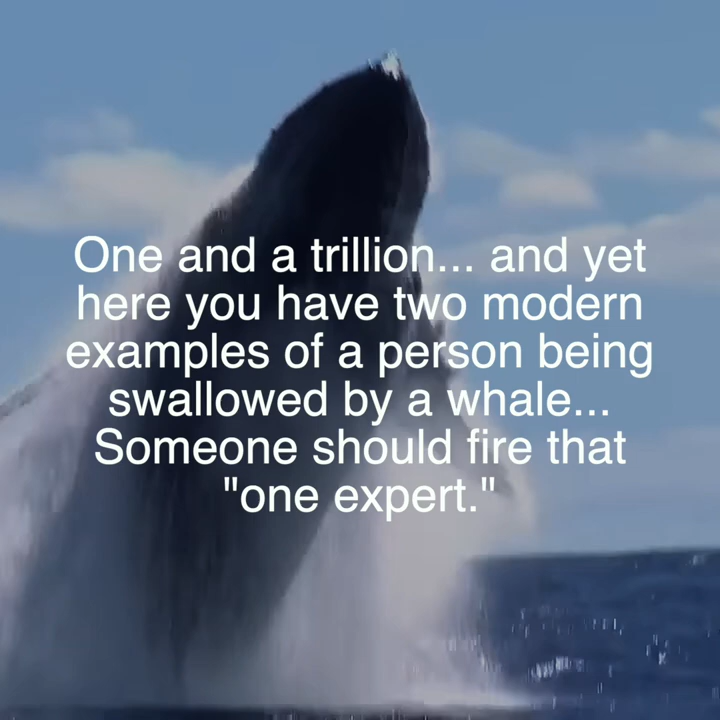 One and a trillion... and yet
here you have two modern
examples of a person being
swallowed by a whale...
Someone should fire that
"one expert."